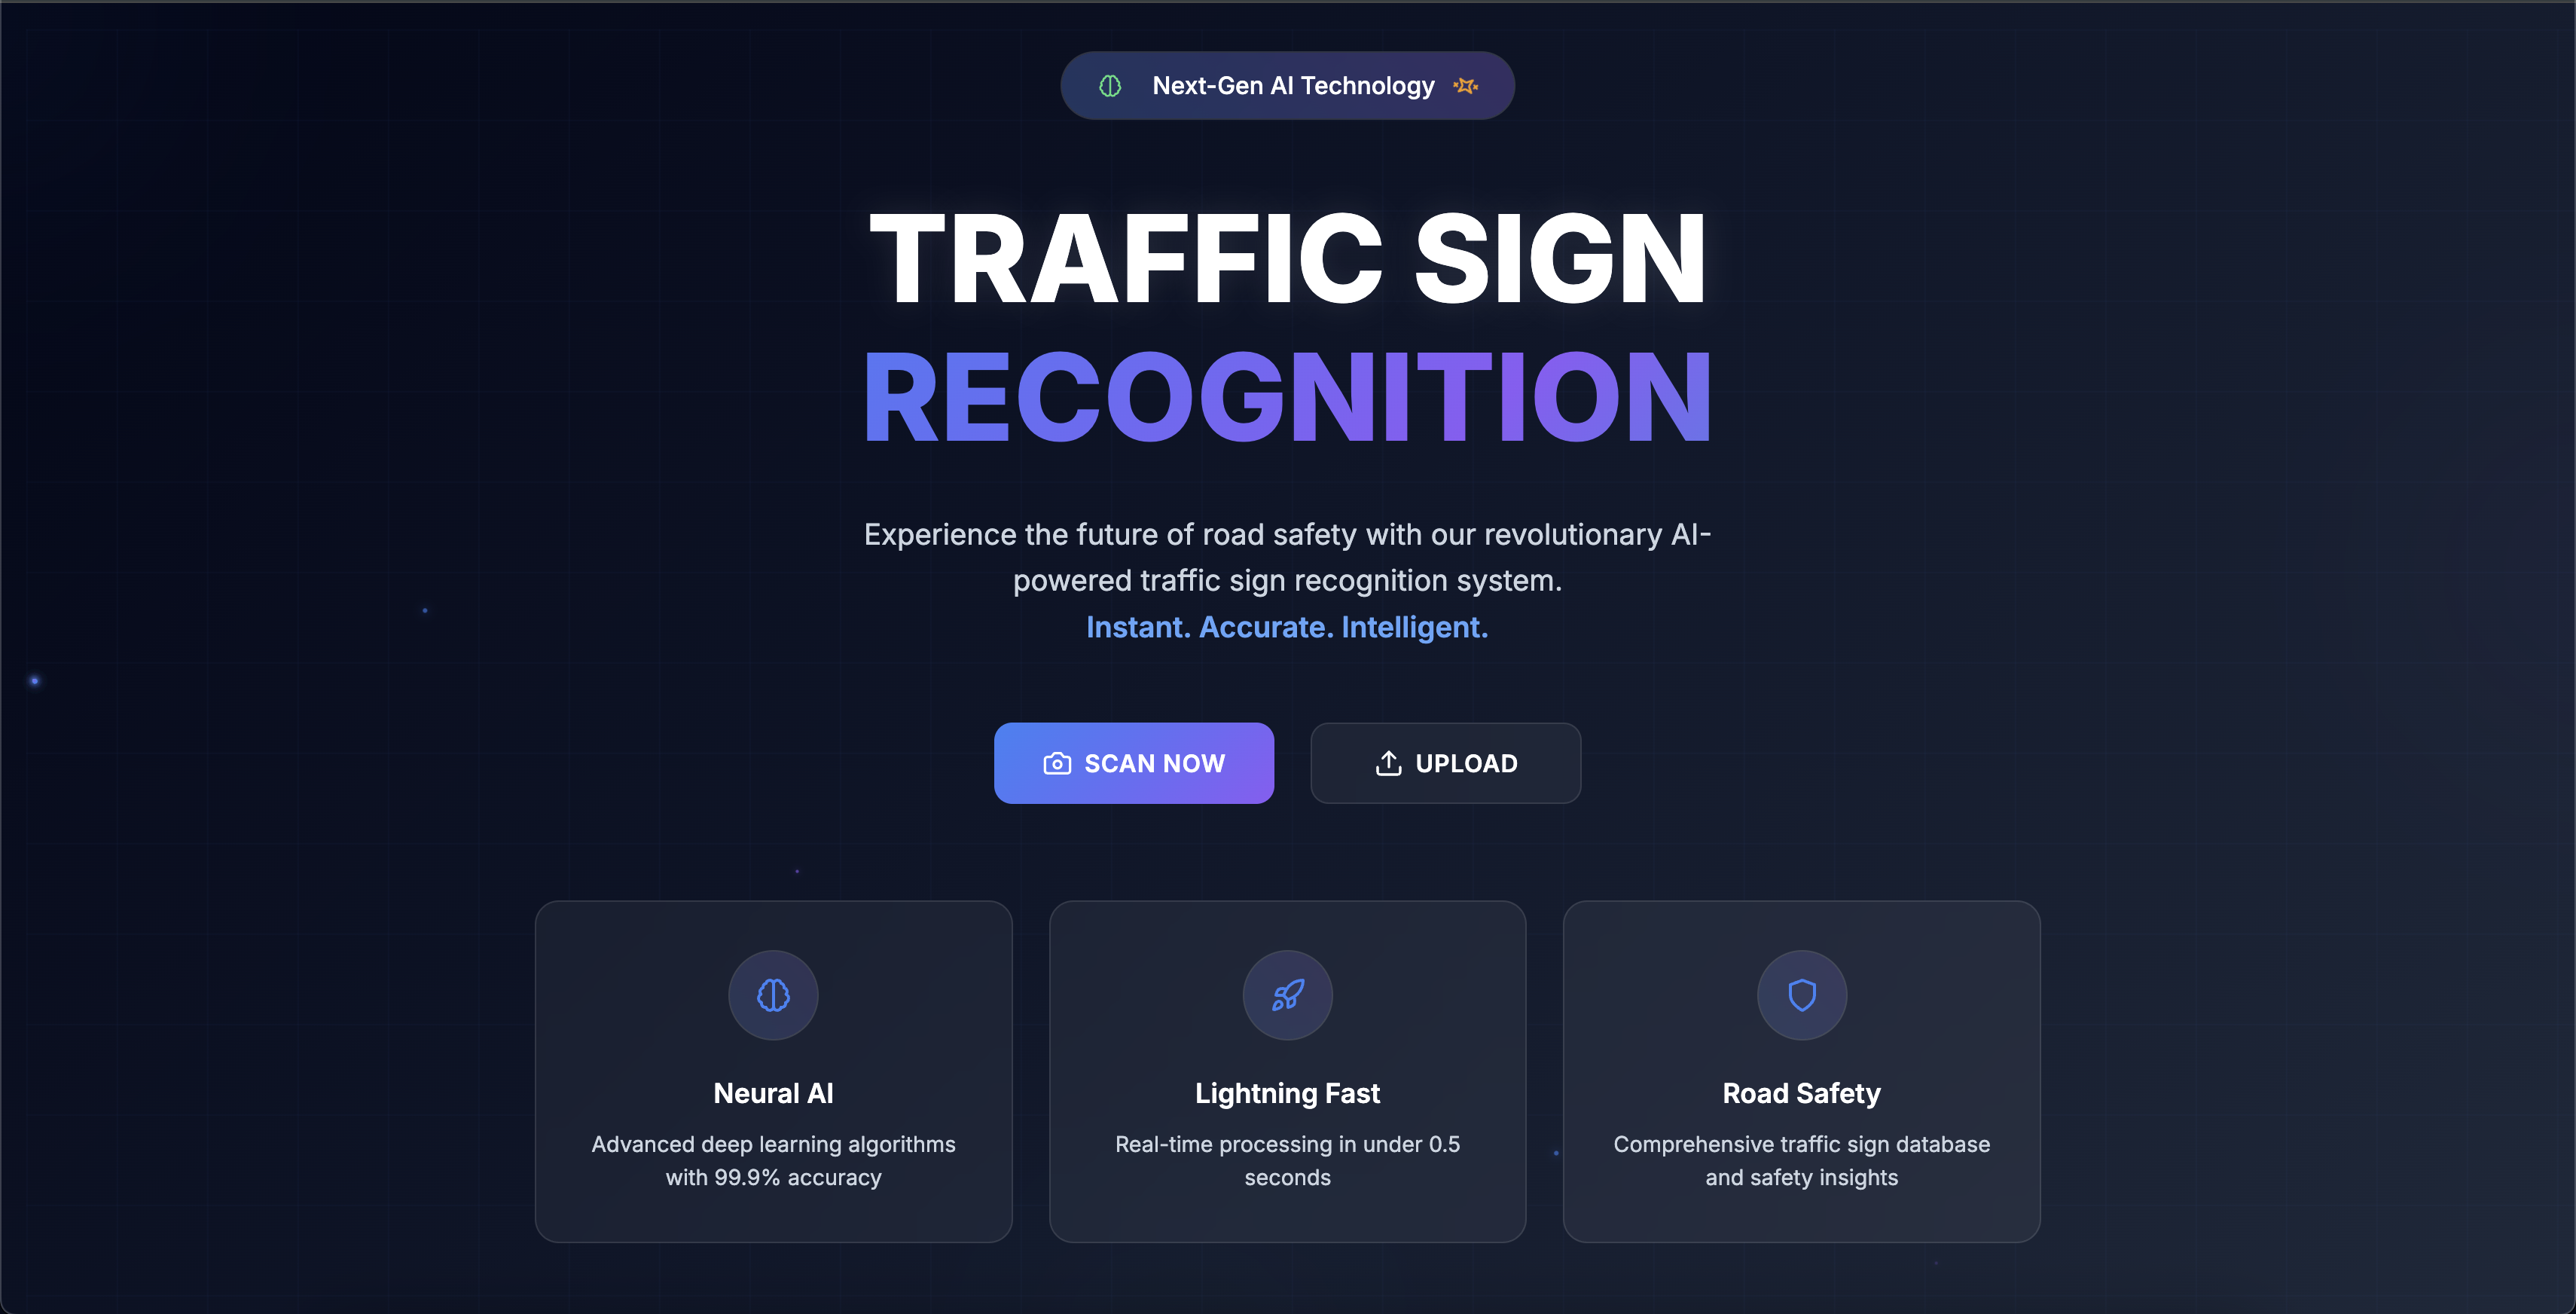 Next-Gen AI Technology
TRAFFIC SIGN
RECOGNITION
Experience the future of road safety with our revolutionary AI-
powered traffic sign recognition system.
Instant. Accurate. Intelligent.
SCAN NOW
UPLOAD
Neural AI
Advanced deep learning algorithms
with 99.9% accuracy
Lightning Fast
Real-time processing in under 0.5
seconds
Road Safety
Comprehensive traffic sign database
and safety insights